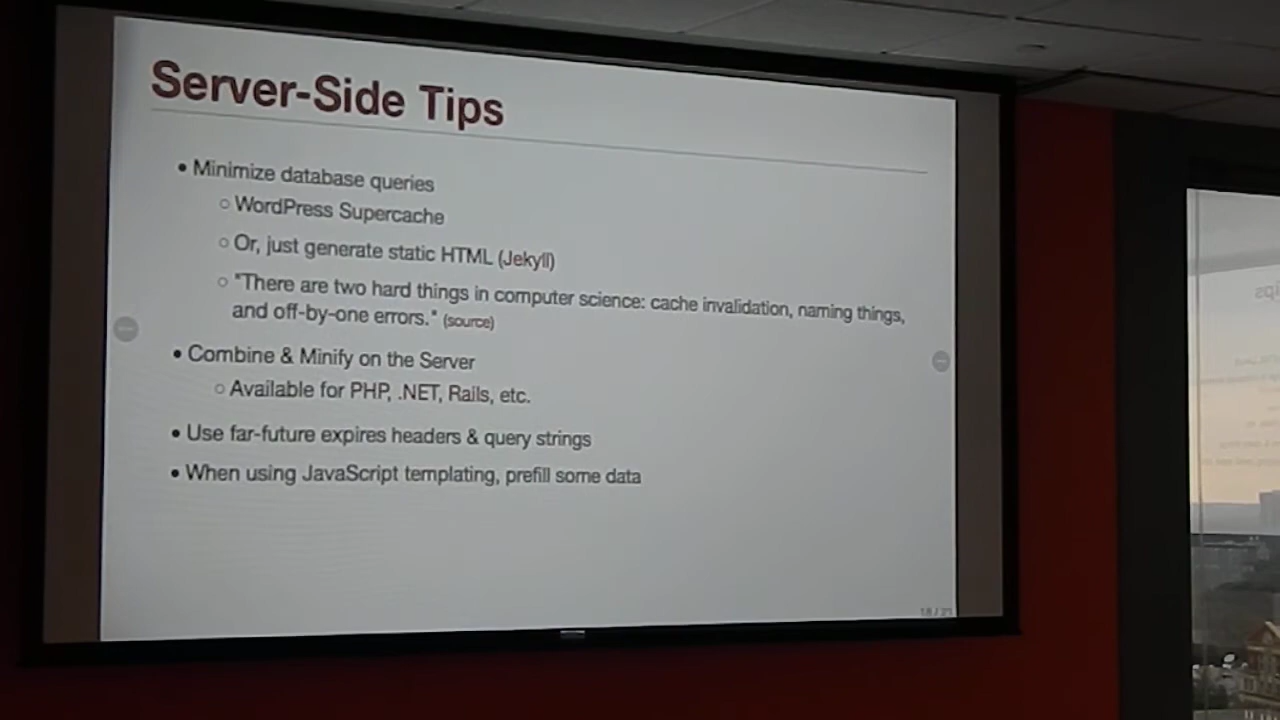 Server-Side Tips
• Minimize database queries
○ WordPress Supercache
○ Or, just generate static HTML (Jekyll)
○ "There are two hard things in computer science: cache invalidation, naming things,
and off-by-one errors." (source)
• Combine & Minify on the Server
○ Available for PHP, .NET, Rails, etc.
• Use far-future expires headers & query strings
• When using JavaScript templating, prefill some data